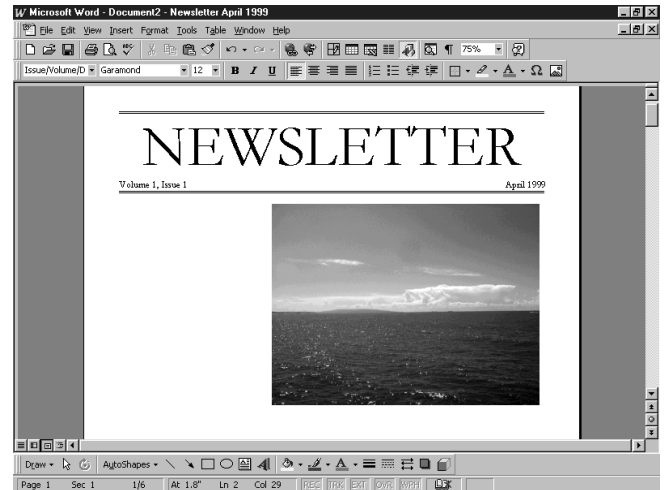 Microsoft Word - Document2 - Newsletter April 1999
File Edit View Insert Format Tools Table Window Help
75%
Issue/Volume/D Garamond 12 B I U
NEWSLETTER
Volume 1, Issue 1 April 1999
Draw AutoShapes
Page 1 Sec 1 1/6 At 1.8" Ln 2 Col 29 REC TRK EXT OVR WPH